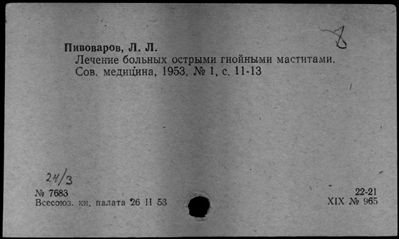 8
Пивоваров, Л. Л.
Лечение больных острыми гнойными маститами.
Сов. медицина, 1953, № 1, с. 11-13
24/3
№ 7683
22-21
Всесоюз. кн. палата 26 11 53
XIX № 965